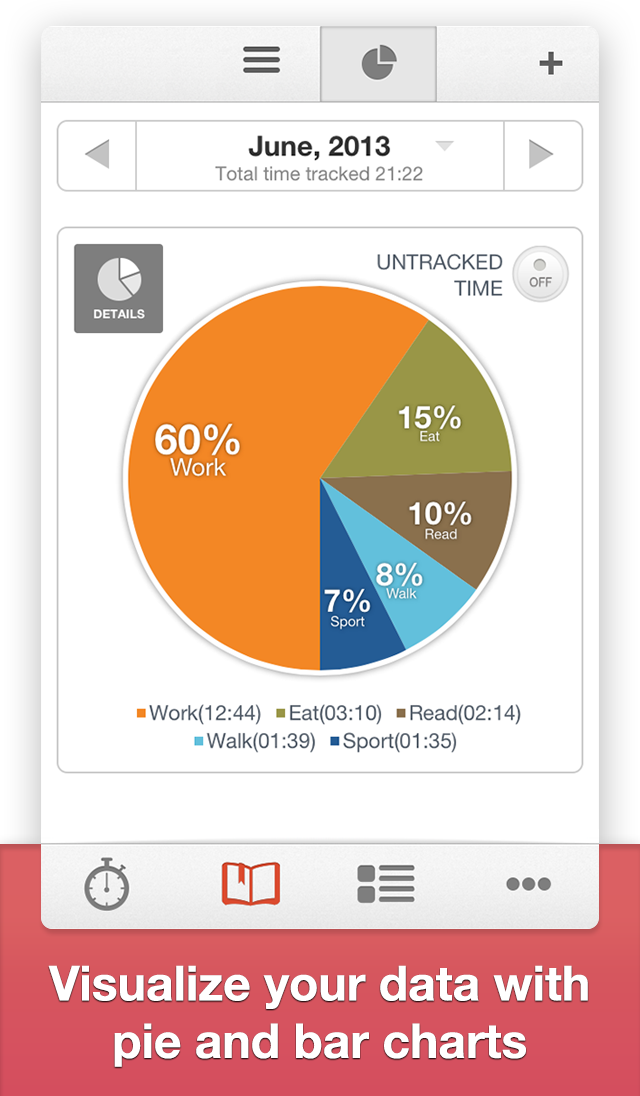 June, 2013
Total time tracked 21:22
DETAILS
UNTRACKED
TIME
OFF
60%
Work
15%
Eat
10%
Read
8%
Walk
7%
Sport
Work(12:44) Eat(03:10) Read(02:14)
Walk(01:39) Sport(01:35)
Visualize your data with
pie and bar charts